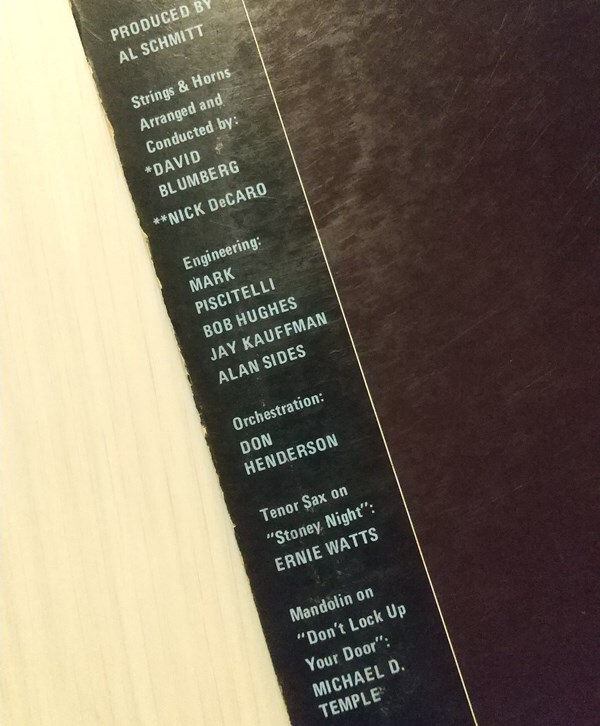 PRODUCED BY
AL SCHMITT
Strings & Horns
Arranged and
Conducted by:
*DAVID
BLUMBERG
**NICK DeCARO
Engineering:
MARK
PISCITELLI
BOB HUGHES
JAY KAUFFMAN
ALAN SIDES
Orchestration:
DON
HENDERSON
Tenor Sax on
"Stoney Night":
ERNIE WATTS
Mandolin on
"Don't Lock Up
Your Door":
MICHAEL D.
TEMPLE